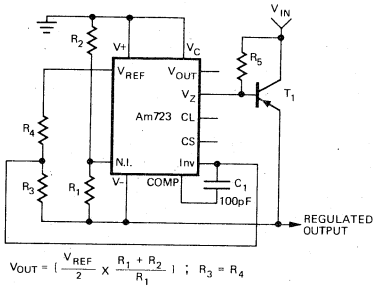 V_IN
R₂
V+
V_C
V_REF
V_OUT
R₅
V_Z
T₁
R₄
Am723
CL
CS
N.I.
Inv
R₃
R₁
V−
COMP
C₁
100pF
REGULATED
OUTPUT
V_OUT = [ V_REF / 2 × R₁ + R₂ / R₁ ] ; R₃ = R₄